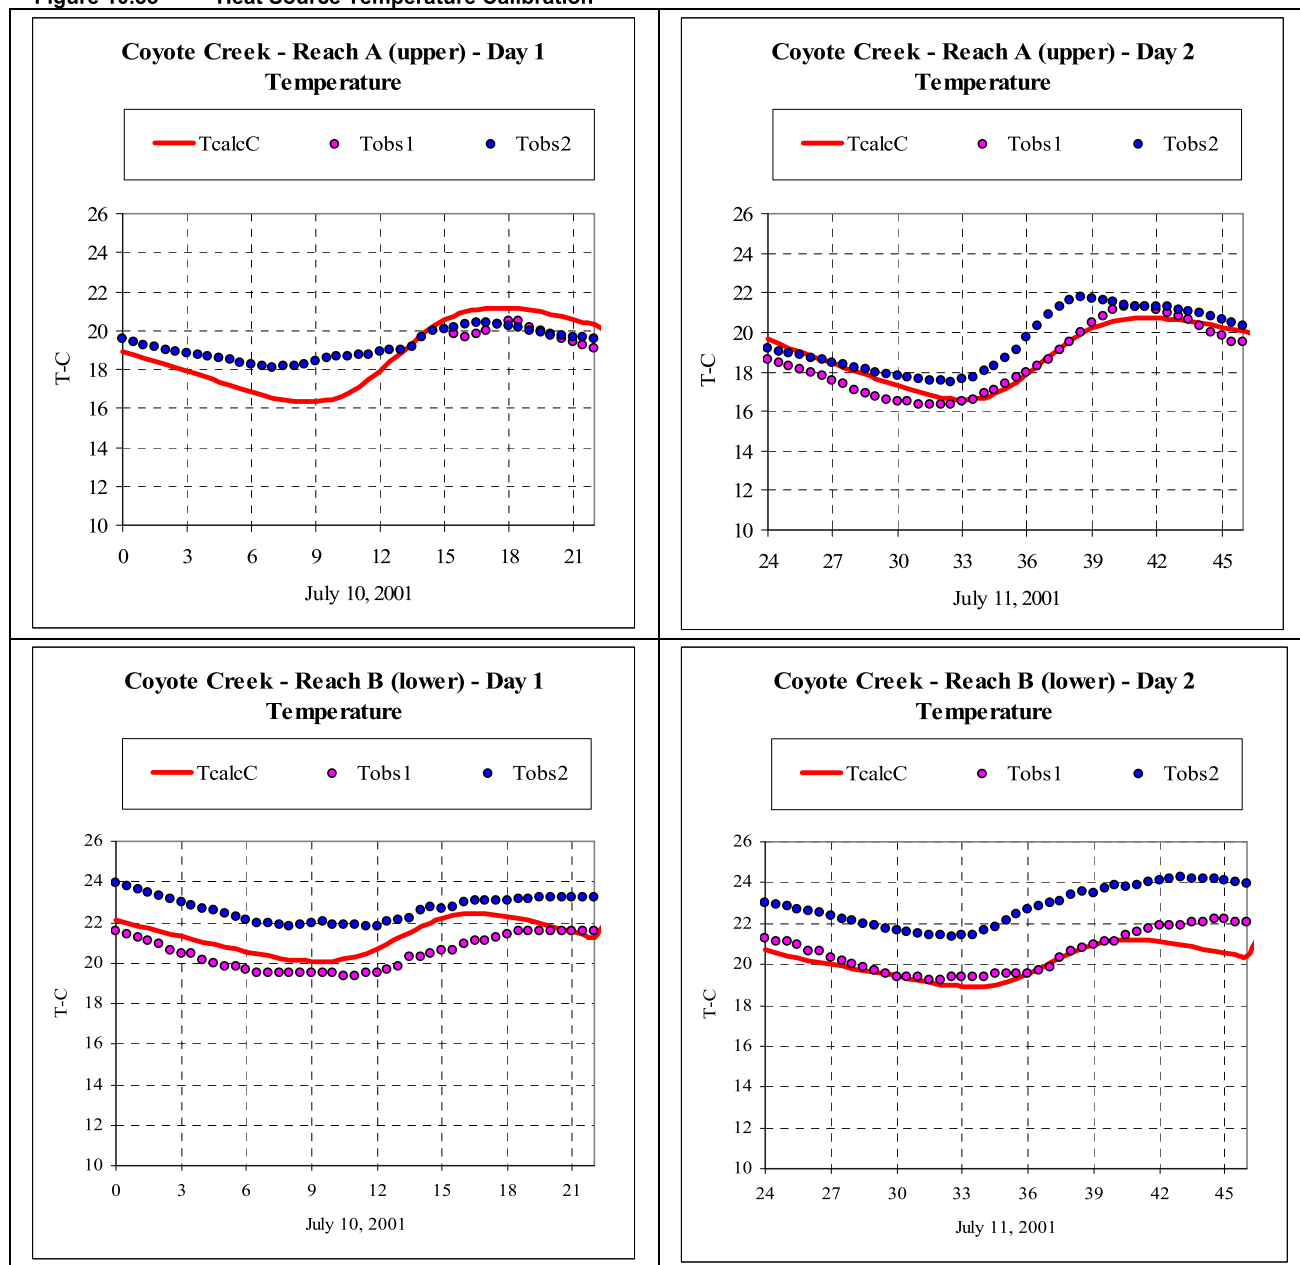 Heat Source Temperature Calibration
Coyote Creek - Reach A (upper) - Day 1
Temperature
TcalcC Tobs1 Tobs2
26
24
22
20
18
16
14
12
10
T-C
0 3 6 9 12 15 18 21
July 10, 2001
Coyote Creek - Reach A (upper) - Day 2
Temperature
TcalcC Tobs1 Tobs2
26
24
22
20
18
16
14
12
10
T-C
24 27 30 33 36 39 42 45
July 11, 2001
Coyote Creek - Reach B (lower) - Day 1
Temperature
TcalcC Tobs1 Tobs2
26
24
22
20
18
16
14
12
10
T-C
0 3 6 9 12 15 18 21
July 10, 2001
Coyote Creek - Reach B (lower) - Day 2
Temperature
TcalcC Tobs1 Tobs2
26
24
22
20
18
16
14
12
10
T-C
24 27 30 33 36 39 42 45
July 11, 2001